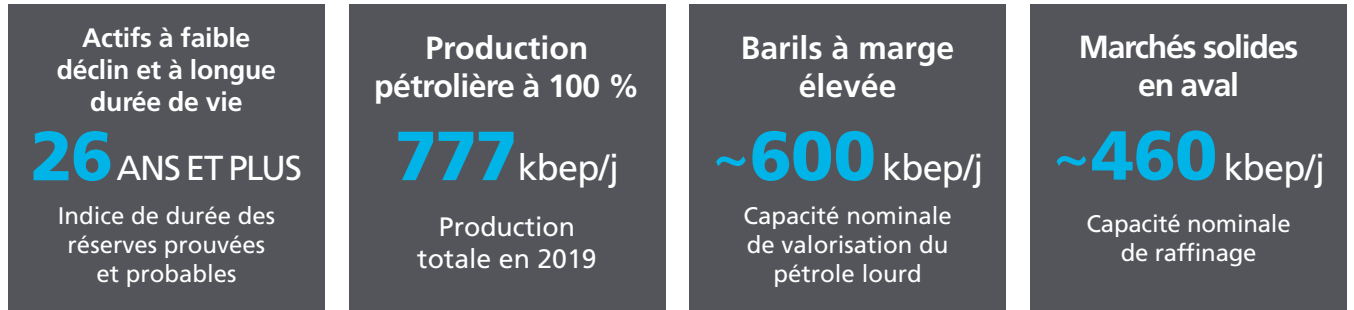 Actifs à faible
déclin et à longue
durée de vie
26 ANS ET PLUS
Indice de durée des
réserves prouvées
et probables
Production
pétrolière à 100 %
777 kbep/j
Production
totale en 2019
Barils à marge
élevée
~600 kbep/j
Capacité nominale
de valorisation du
pétrole lourd
Marchés solides
en aval
~460 kbep/j
Capacité nominale
de raffinage